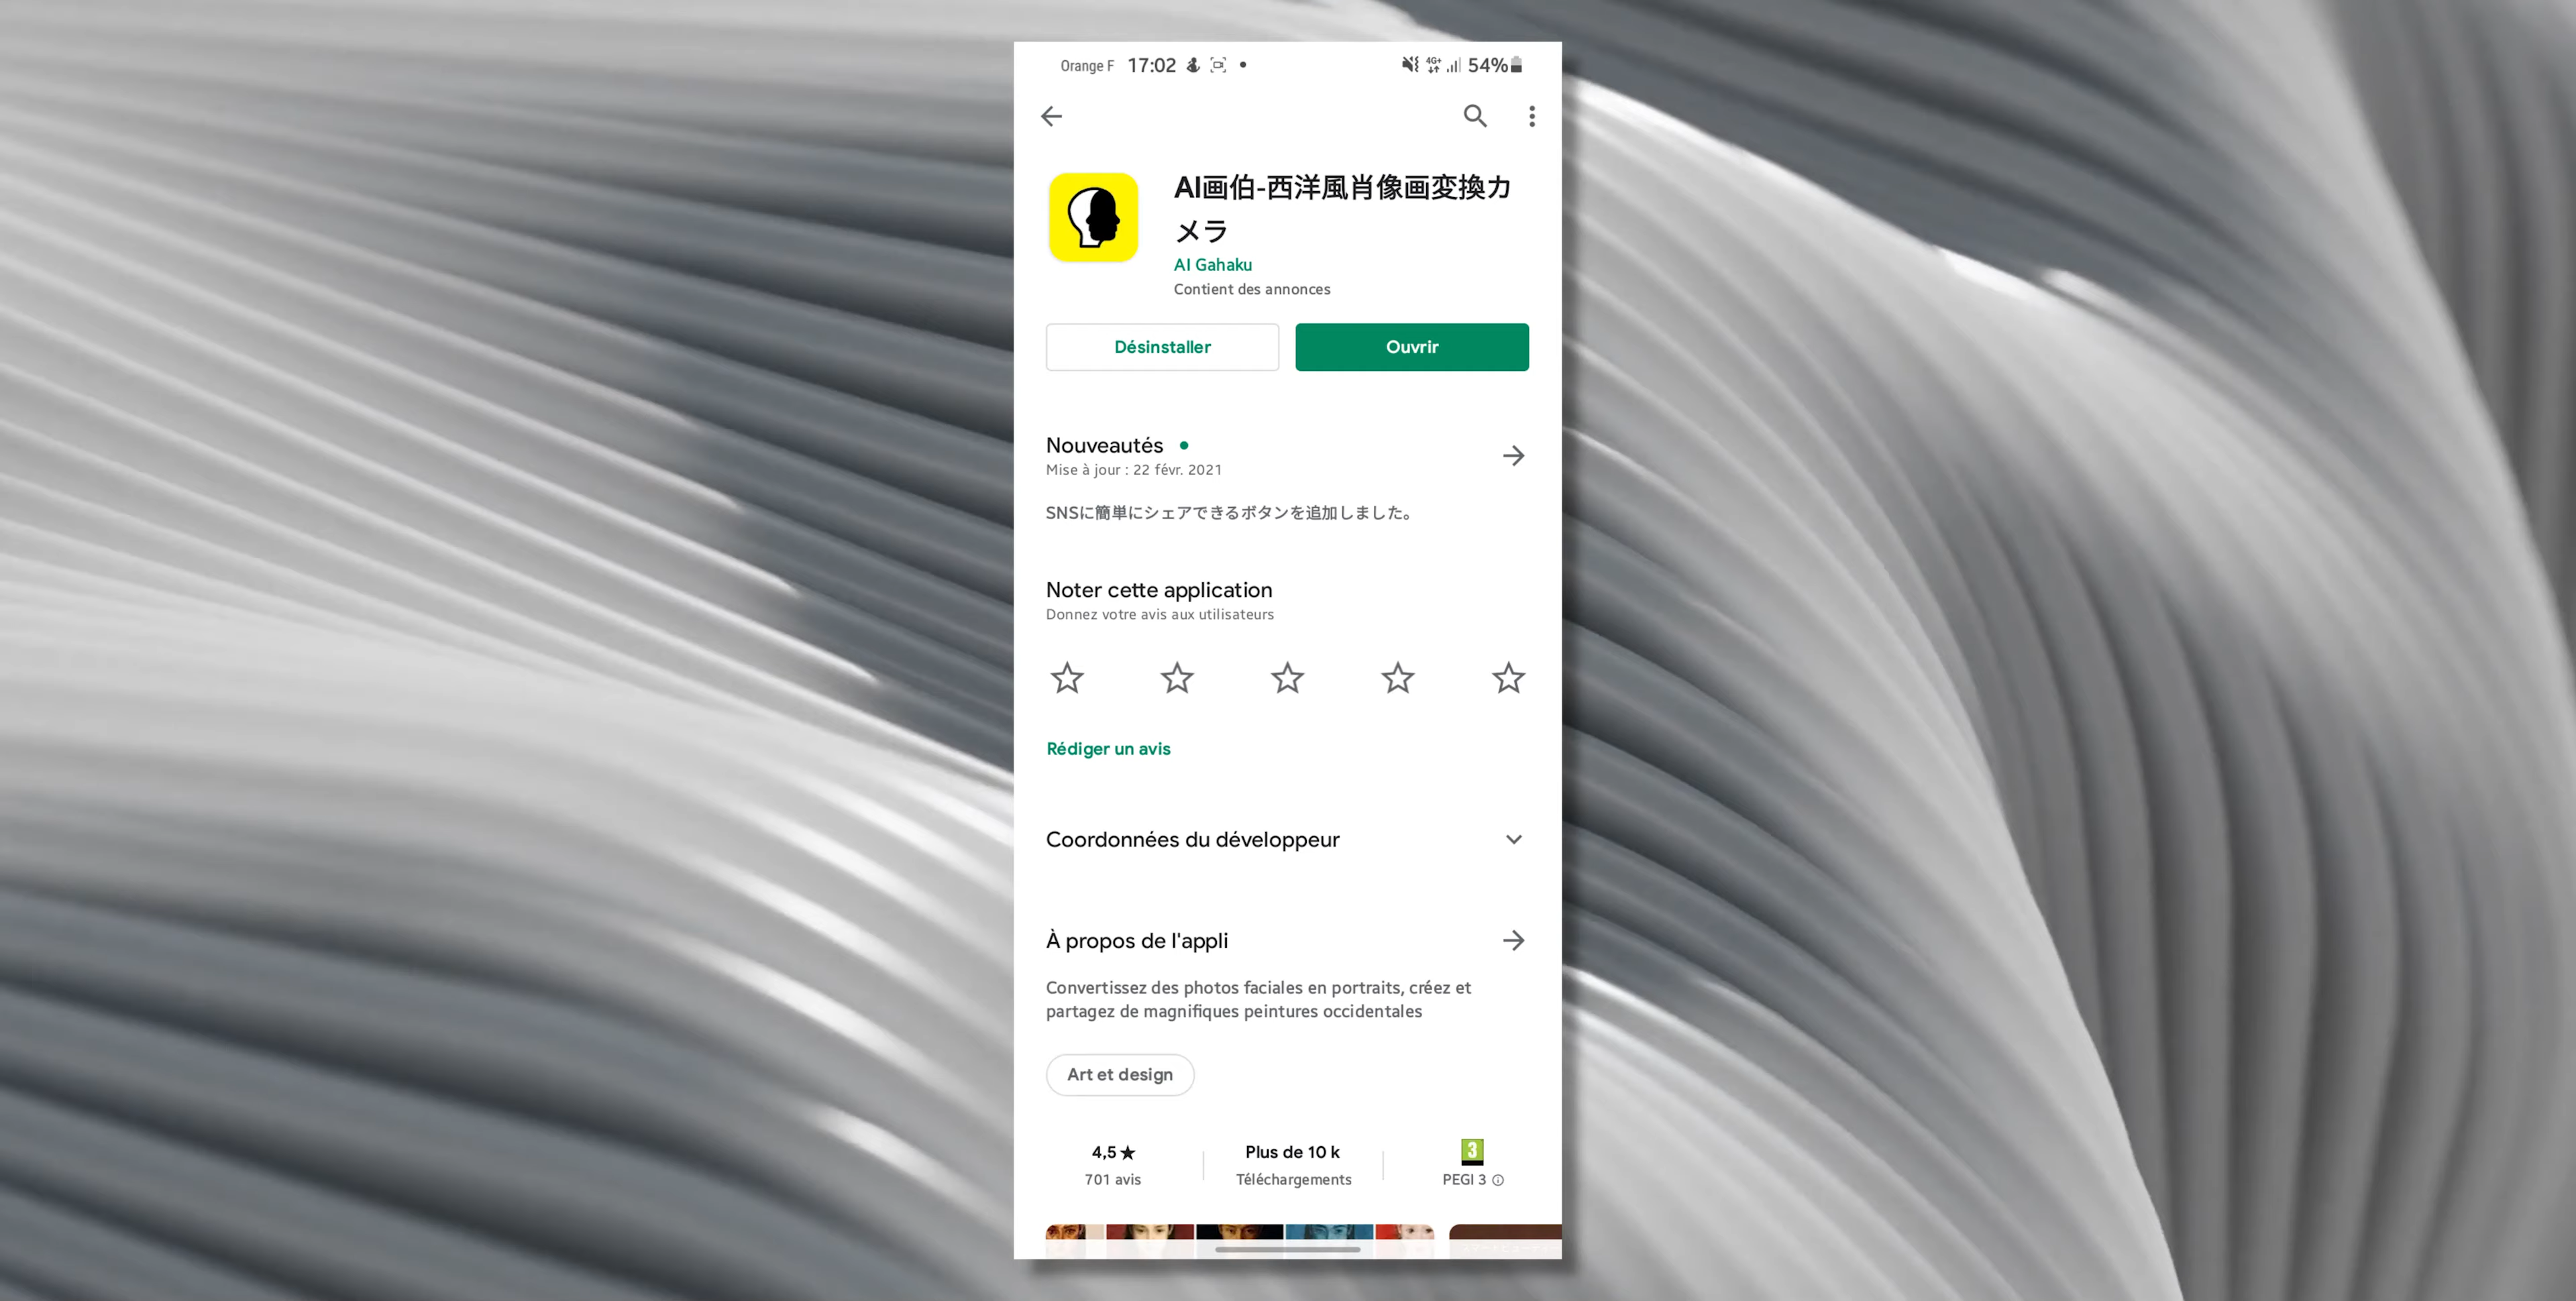 Orange F 17:02 4G+ 54%
AI画伯-西洋風肖像画変換カ
メラ
AI Gahaku
Contient des annonces
Désinstaller
Ouvrir
Nouveautés
Mise à jour : 22 févr. 2021
SNSに簡単にシェアできるボタンを追加しました。
Noter cette application
Donnez votre avis aux utilisateurs
Rédiger un avis
Coordonnées du développeur
À propos de l'appli
Convertissez des photos faciales en portraits, créez et
partagez de magnifiques peintures occidentales
Art et design
4,5★
701 avis
Plus de 10 k
Téléchargements
3
PEGI 3